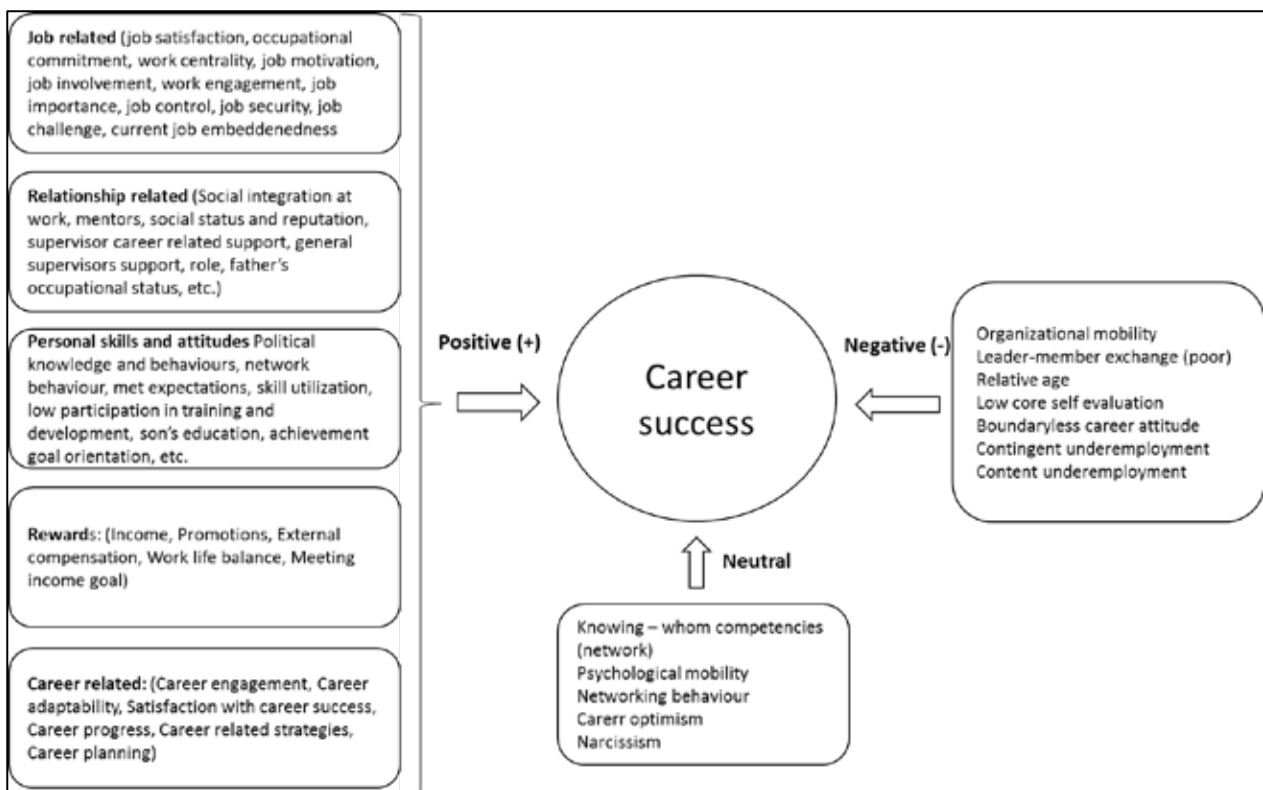 Job related (job satisfaction, occupational
commitment, work centrality, job motivation,
job involvement, work engagement, job
importance, job control, job security, job
challenge, current job embeddenedness
Relationship related (Social integration at
work, mentors, social status and reputation,
supervisor career related support, general
supervisors support, role, father's
occupational status, etc.)
Personal skills and attitudes Political
knowledge and behaviours, network
behaviour, met expectations, skill utilization,
low participation in training and
development, son's education, achievement
goal orientation, etc.
Rewards: (Income, Promotions, External
compensation, Work life balance, Meeting
income goal)
Career related: (Career engagement, Career
adaptability, Satisfaction with career success,
Career progress, Career related strategies,
Career planning)
Positive (+)
Career
success
Negative (-)
Organizational mobility
Leader-member exchange (poor)
Relative age
Low core self evaluation
Boundaryless career attitude
Contingent underemployment
Content underemployment
Neutral
Knowing – whom competencies
(network)
Psychological mobility
Networking behaviour
Carerr optimism
Narcissism